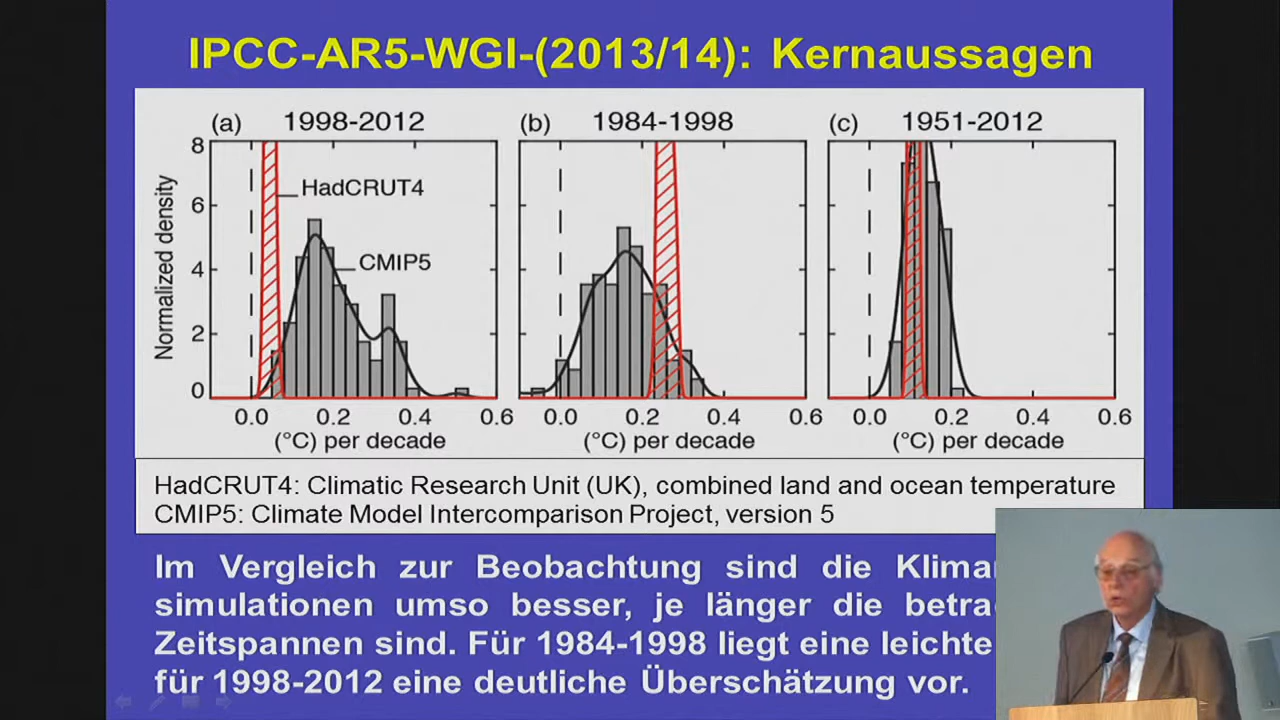 IPCC-AR5-WGI-(2013/14): Kernaussagen
(a) 1998-2012 (b) 1984-1998 (c) 1951-2012
Normalized density
8
6
4
2
0
HadCRUT4
CMIP5
0.0 0.2 0.4 0.6 0.0 0.2 0.4 0.6 0.0 0.2 0.4 0.6
(°C) per decade (°C) per decade (°C) per decade
HadCRUT4: Climatic Research Unit (UK), combined land and ocean temperature
CMIP5: Climate Model Intercomparison Project, version 5
Im Vergleich zur Beobachtung sind die
simulationen umso besser, je länger die
Zeitspannen sind. Für 1984-1998 liegt eine leichte
für 1998-2012 eine deutliche Überschätzung vor.